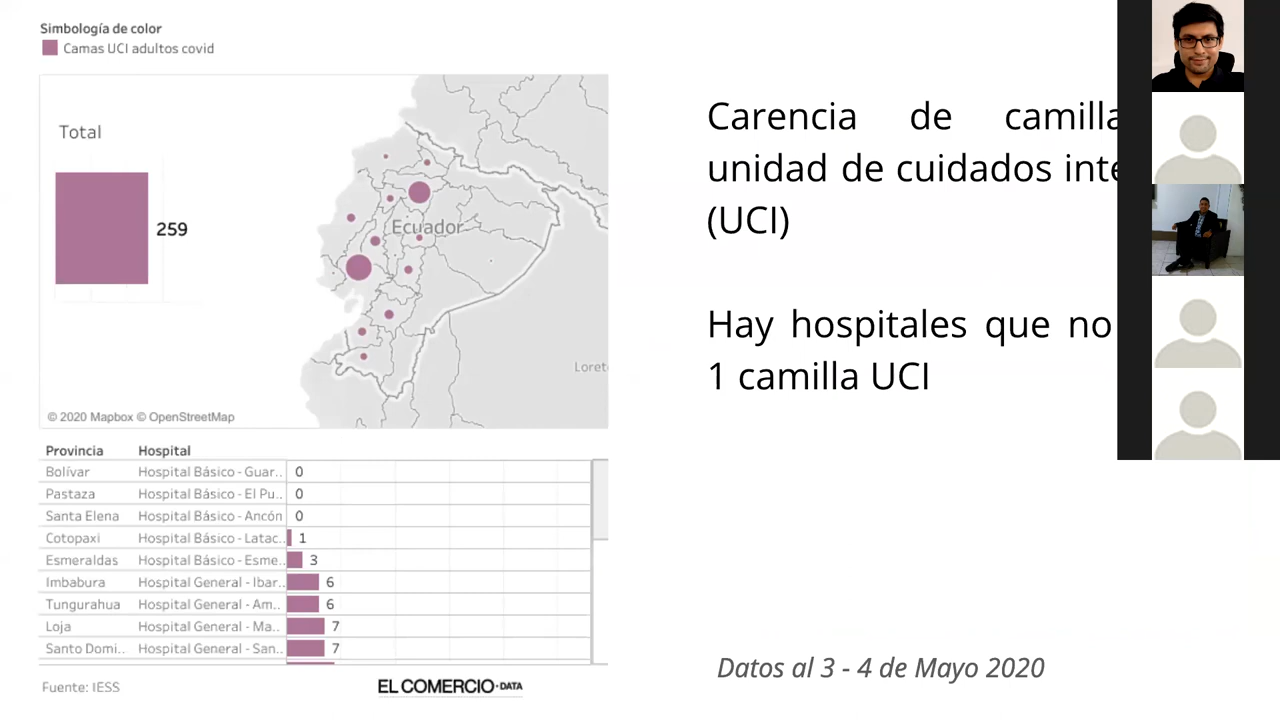 Simbología de color
Camas UCI adultos covid
Total
259
Ecuador
© 2020 Mapbox © OpenStreetMap
Provincia Hospital
Bolívar Hospital Básico - Guar.. 0
Pastaza Hospital Básico - El Pu.. 0
Santa Elena Hospital Básico - Ancón 0
Cotopaxi Hospital Básico - Latac.. 1
Esmeraldas Hospital Básico - Esme.. 3
Imbabura Hospital General - Ibar.. 6
Tungurahua Hospital General - Am.. 6
Loja Hospital General - Ma.. 7
Santo Domi.. Hospital General - San.. 7
Fuente: IESS
EL COMERCIO·DATA
Carencia de camilla
unidad de cuidados inte
(UCI)
Hay hospitales que no
1 camilla UCI
Datos al 3 - 4 de Mayo 2020